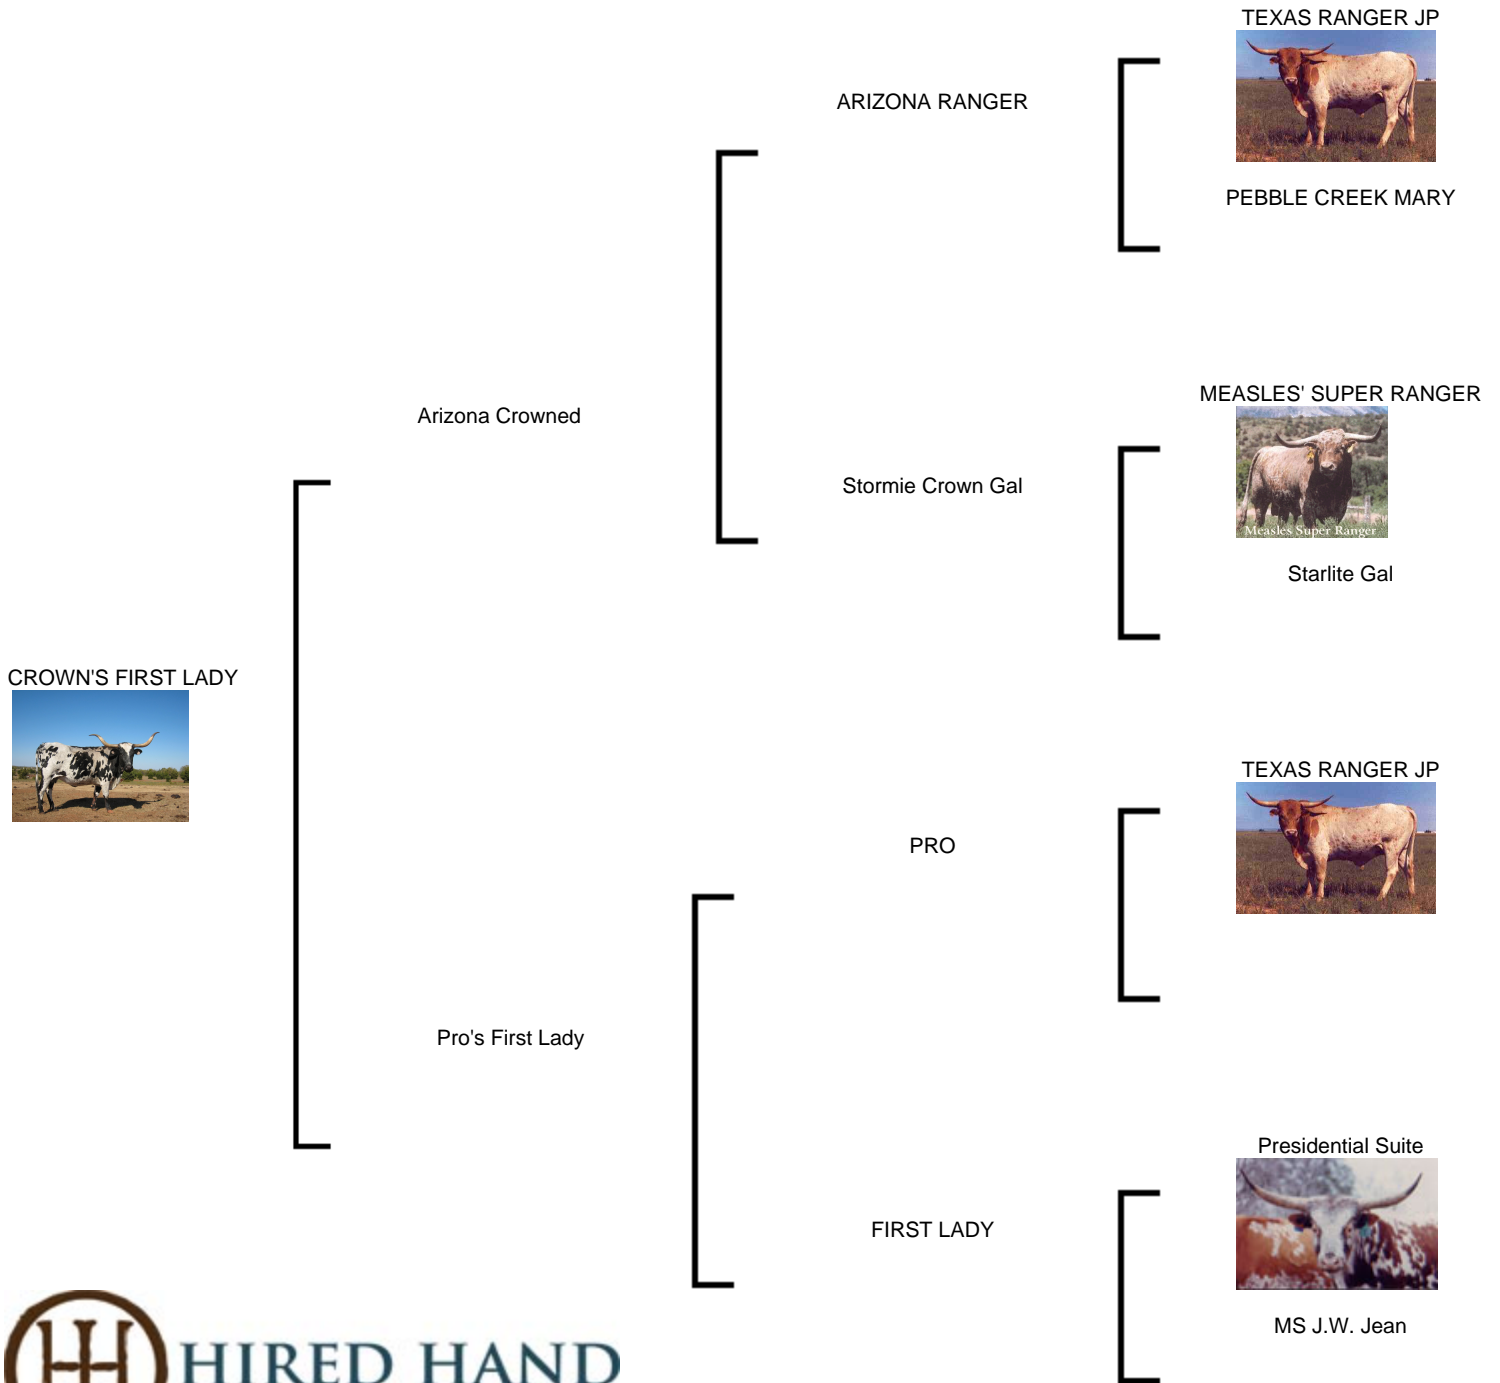 TEXAS RANGER JP
ARIZONA RANGER
PEBBLE CREEK MARY
Arizona Crowned
MEASLES' SUPER RANGER
Stormie Crown Gal
Measles Super Ranger
Starlite Gal
CROWN'S FIRST LADY
TEXAS RANGER JP
PRO
Pro's First Lady
Presidential Suite
FIRST LADY
MS J.W. Jean
HIRED HAND